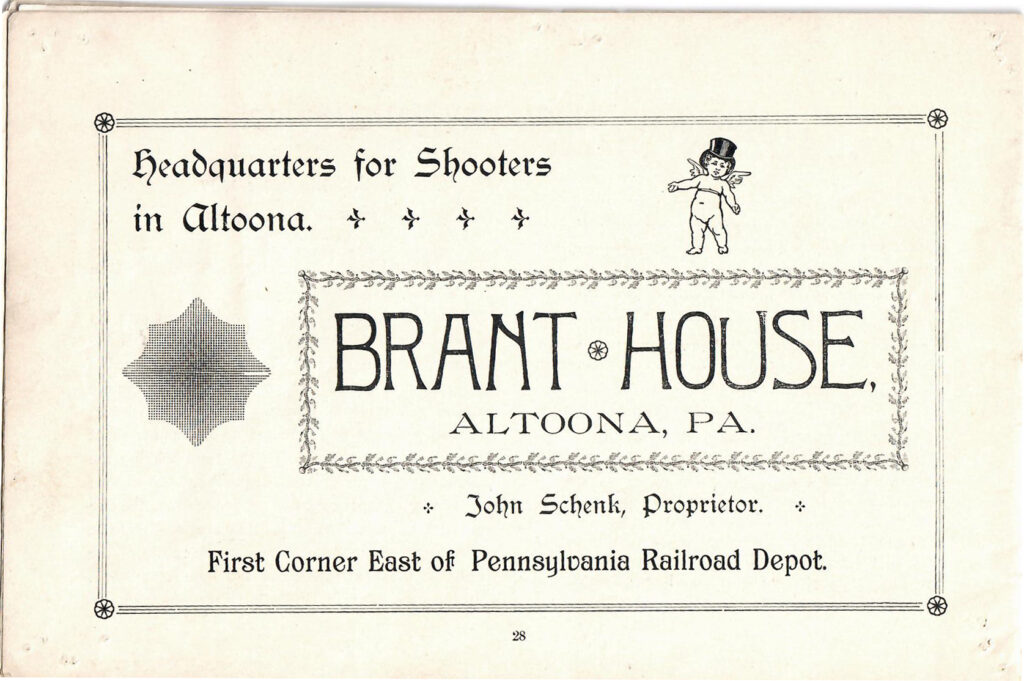 Headquarters for Shooters
in Altoona.
BRANT HOUSE,
ALTOONA, PA.
John Schenk, Proprietor.
First Corner East of Pennsylvania Railroad Depot.
28